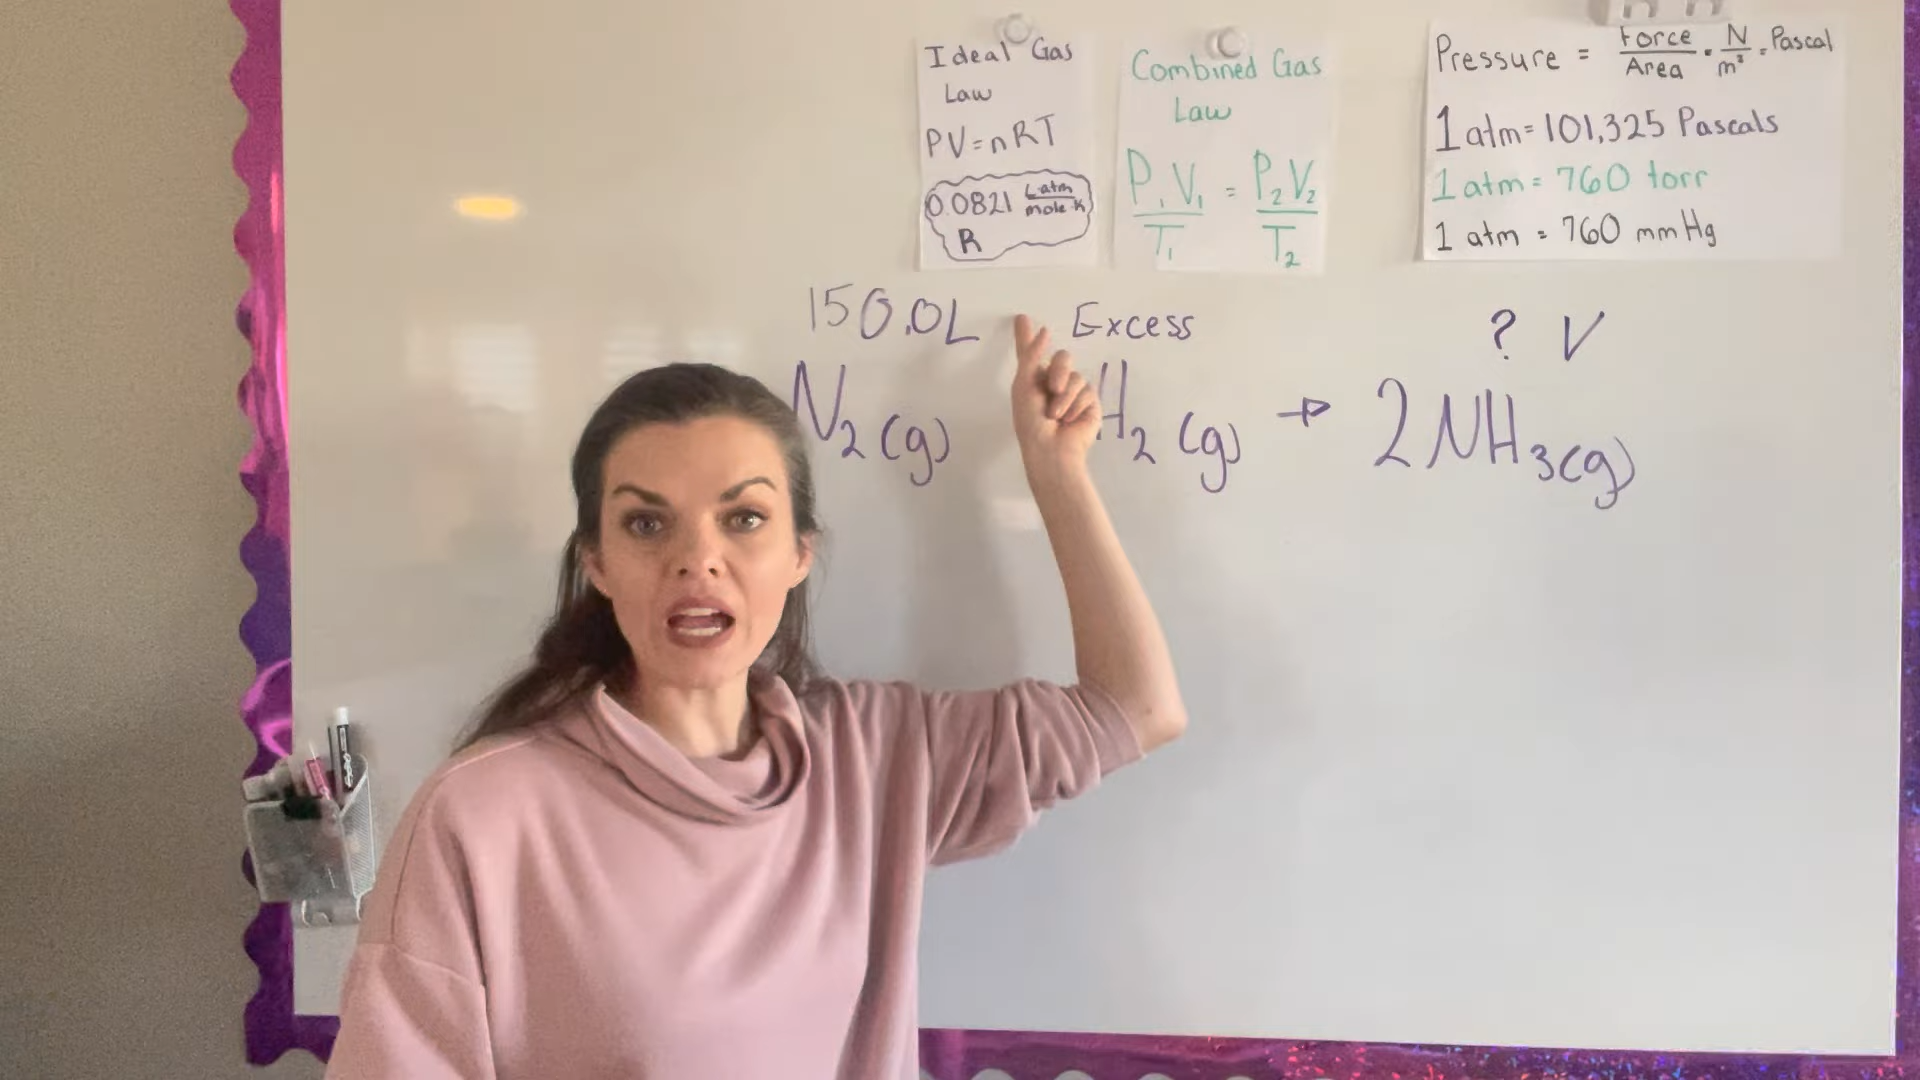 Ideal Gas
Law
PV=nRT
0.0821 L·atm
mole·K
R
Combined Gas
Law
P₁V₁ = P₂V₂
T₁ T₂
Pressure = Force/Area · N/m² · Pascal
1 atm = 101,325 Pascals
1 atm = 760 torr
1 atm = 760 mmHg
150.0L Excess ? V
N₂(g) H₂(g) → 2NH₃(g)